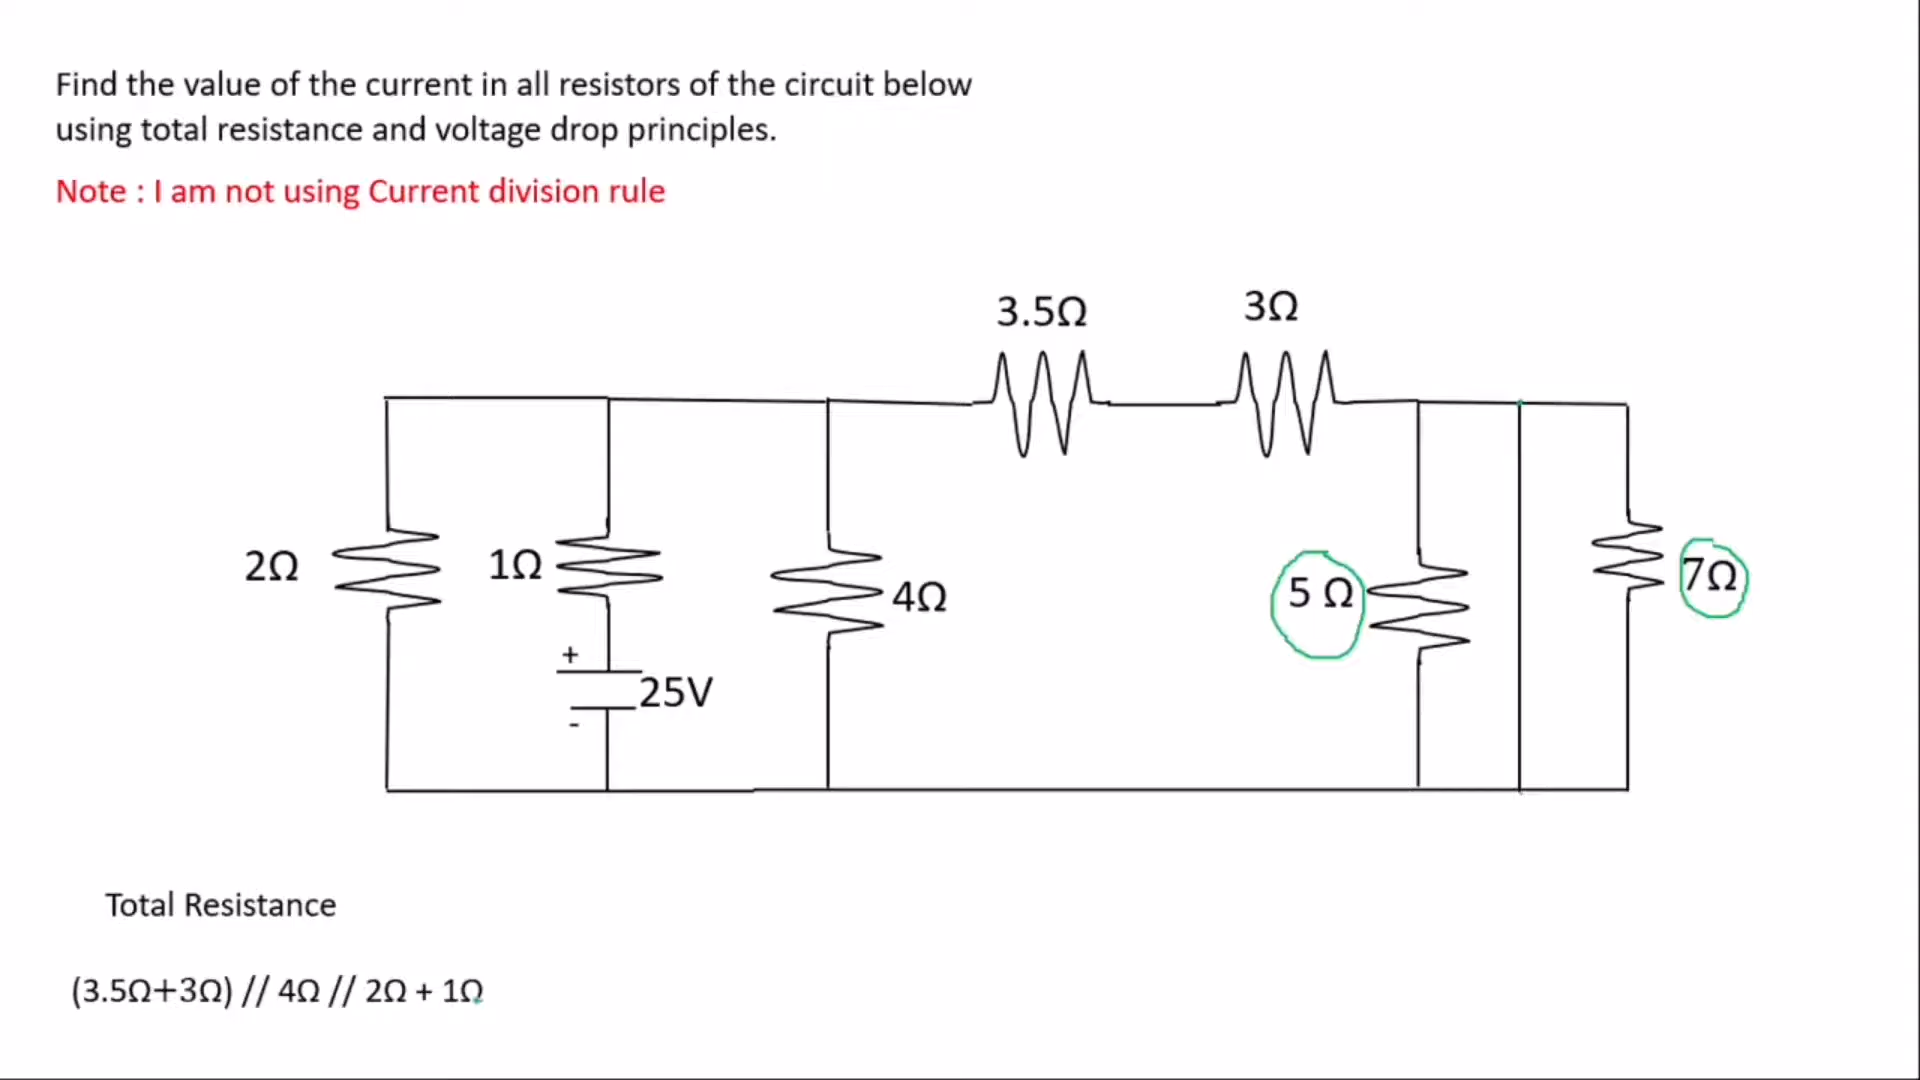 Find the value of the current in all resistors of the circuit below
using total resistance and voltage drop principles.
Note : I am not using Current division rule
3.5Ω
3Ω
2Ω
1Ω
4Ω
5 Ω
7Ω
+
25V
-
Total Resistance
(3.5Ω+3Ω) // 4Ω // 2Ω + 1Ω